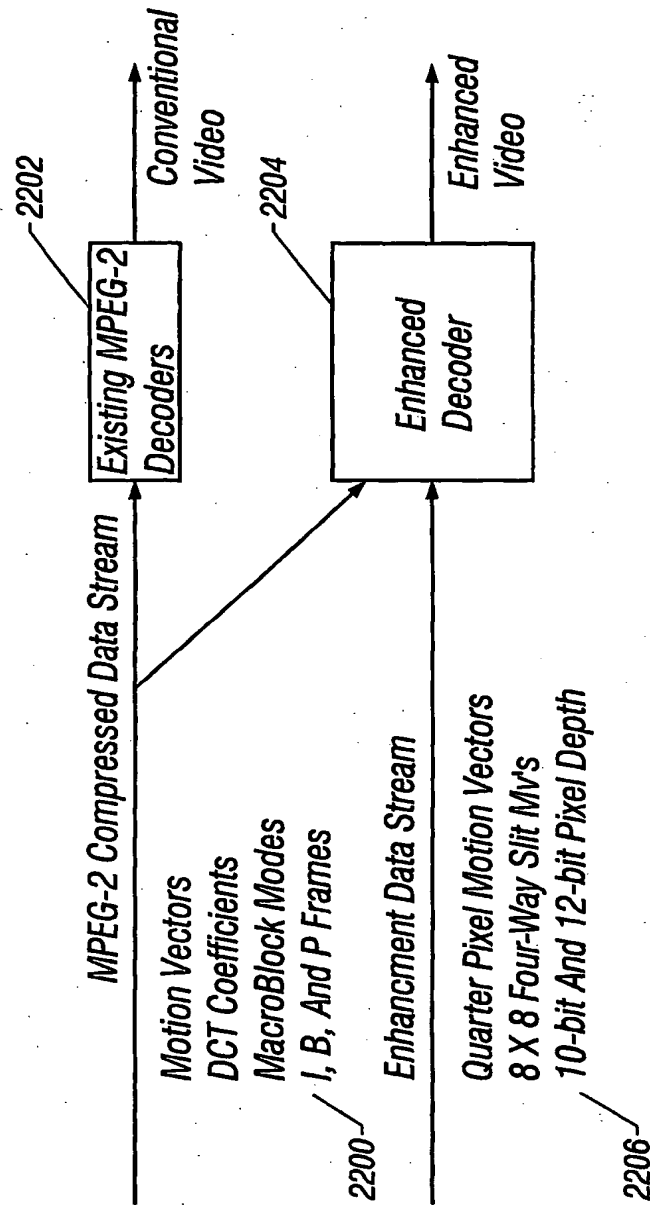 MPEG-2 Compressed Data Stream
Motion Vectors
DCT Coefficients
MacroBlock Modes
I, B, And P Frames
2200
Existing MPEG-2
Decoders
2202
Conventional
Video
Enhancment Data Stream
Quarter Pixel Motion Vectors
8 X 8 Four-Way Slit Mv's
10-bit And 12-bit Pixel Depth
2206
Enhanced
Decoder
2204
Enhanced
Video